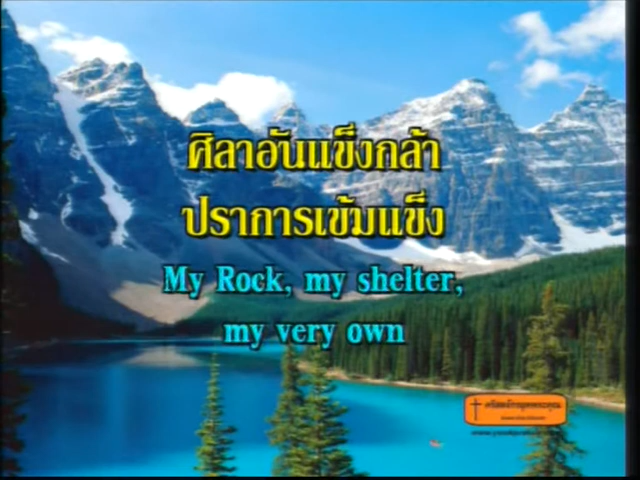 ศิลาอันแข็งกล้า
ปราการเข้มแข็ง
My Rock, my shelter,
my very own